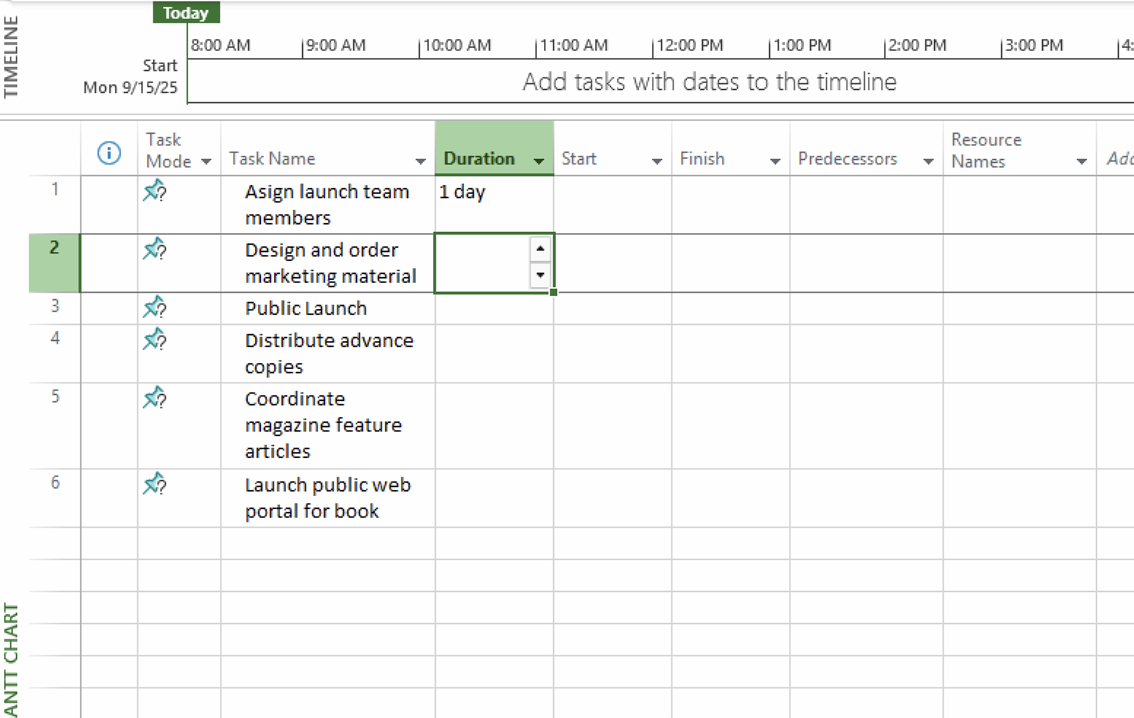 TIMELINE
Today
8:00 AM 9:00 AM 10:00 AM 11:00 AM 12:00 PM 1:00 PM 2:00 PM 3:00 PM 4:
Start
Mon 9/15/25
Add tasks with dates to the timeline
Task
Mode
Task Name
Duration
Start
Finish
Predecessors
Resource
Names
Add
1
Asign launch team
members
1 day
2
Design and order
marketing material
3
Public Launch
4
Distribute advance
copies
5
Coordinate
magazine feature
articles
6
Launch public web
portal for book
ANTT CHART